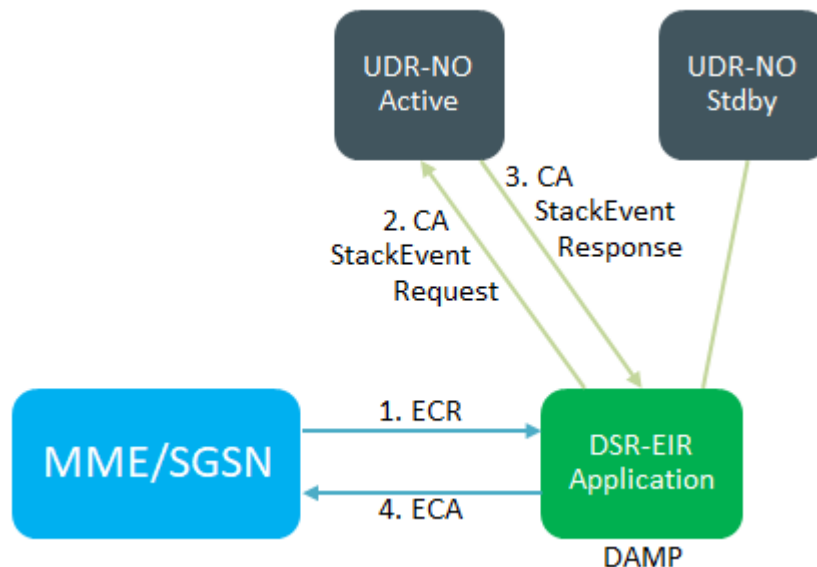 UDR-NO
Active
UDR-NO
Stdby
3. CA
StackEvent
Response
2. CA
StackEvent
Request
MME/SGSN
1. ECR
4. ECA
DSR-EIR
Application
DAMP